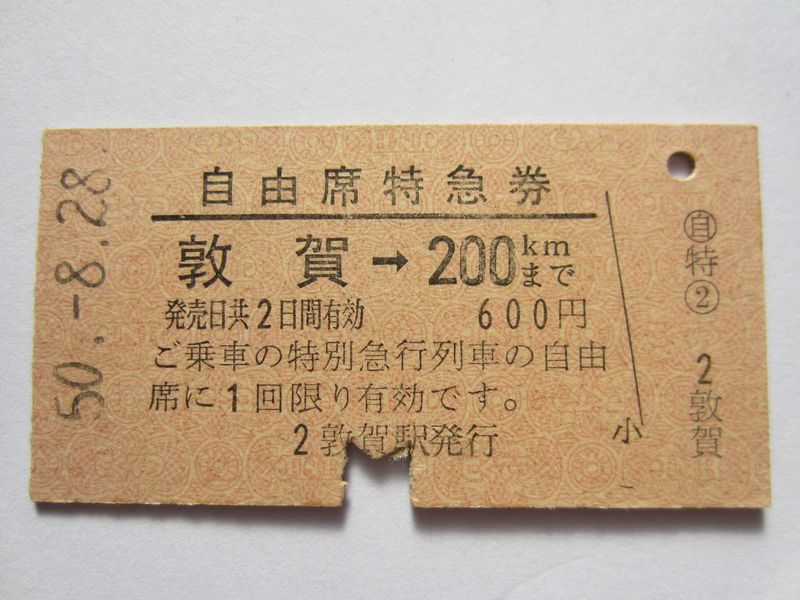 50.-8.28.
自由席特急券
敦賀→200kmまで
発売日共2日間有効 600円
ご乗車の特別急行列車の自由
席に1回限り有効です。
2敦賀駅発行
小
㊂特②
2敦賀